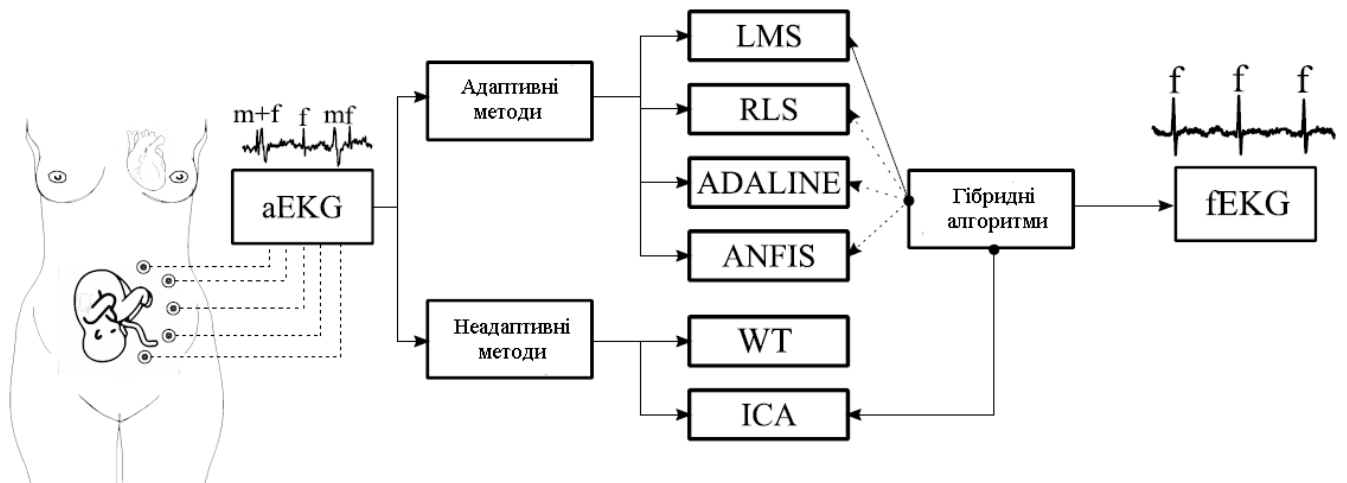 LMS
Адаптивні
методи
RLS
f f f
m+f f mf
ADALINE
aEKG
Гібридні
алгоритми
fEKG
ANFIS
Неадаптивні
методи
WT
ICA